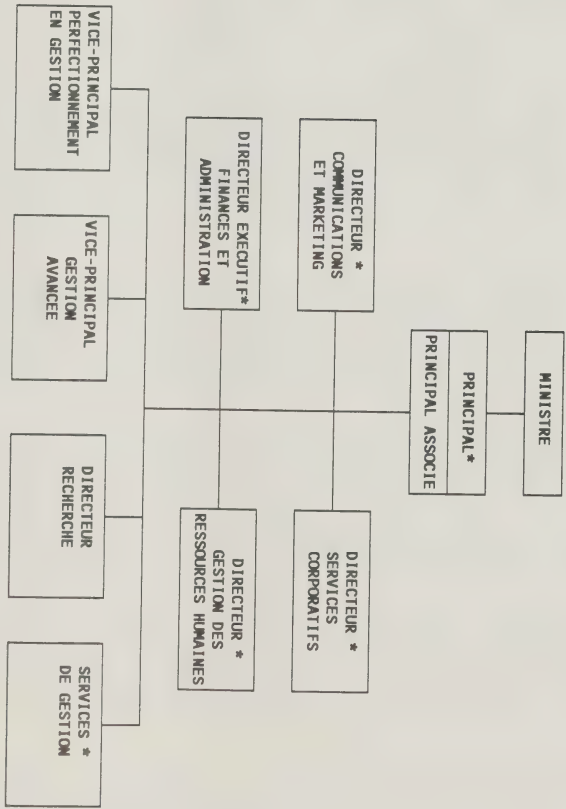 MINISTRE
PRINCIPAL*
PRINCIPAL ASSOCIE
DIRECTEUR *
COMMUNICATIONS
ET MARKETING
DIRECTEUR *
SERVICES
CORPORATIFS
DIRECTEUR EXECUTIF*
FINANCES ET
ADMINISTRATION
DIRECTEUR *
GESTION DES
RESSOURCES HUMAINES
VICE-PRINCIPAL
PERFECTIONNEMENT
EN GESTION
VICE-PRINCIPAL
GESTION
AVANCEE
DIRECTEUR
RECHERCHE
SERVICES *
DE GESTION